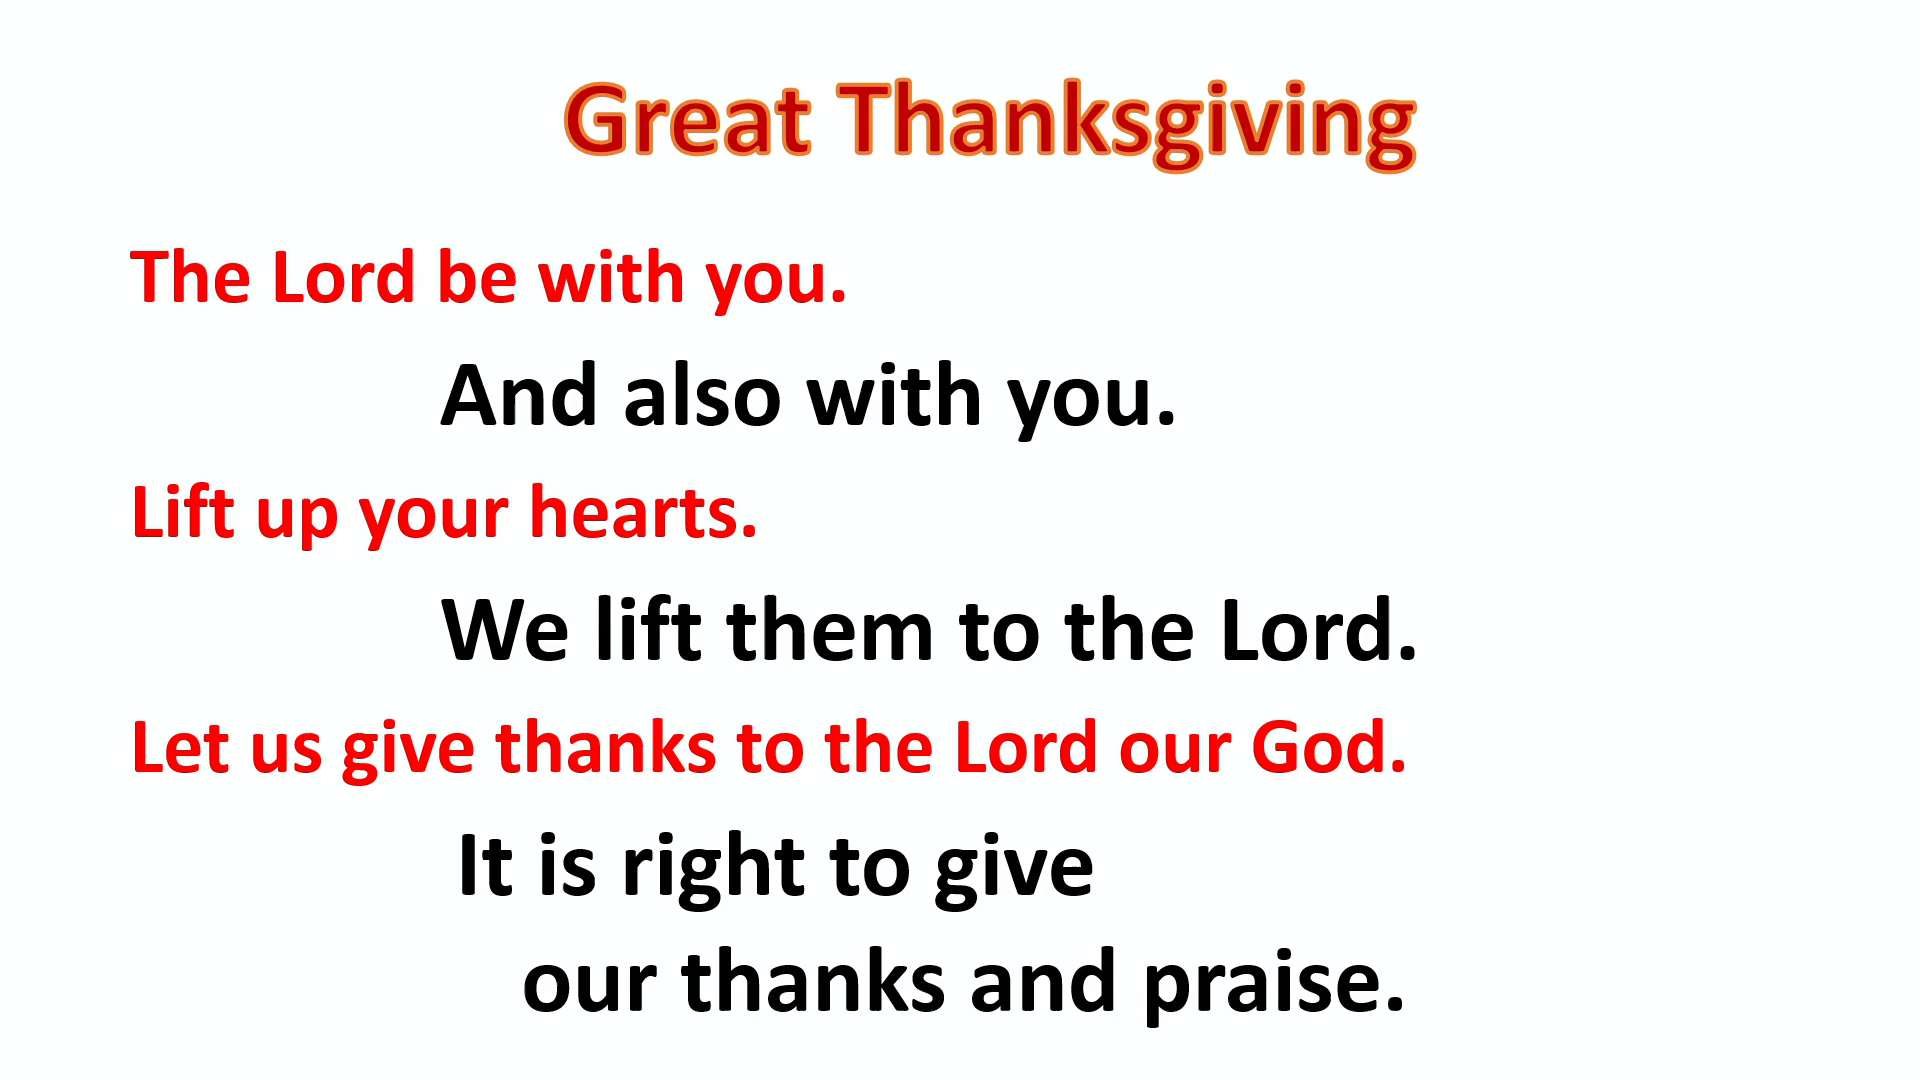 Great Thanksgiving
The Lord be with you.
And also with you.
Lift up your hearts.
We lift them to the Lord.
Let us give thanks to the Lord our God.
It is right to give
our thanks and praise.